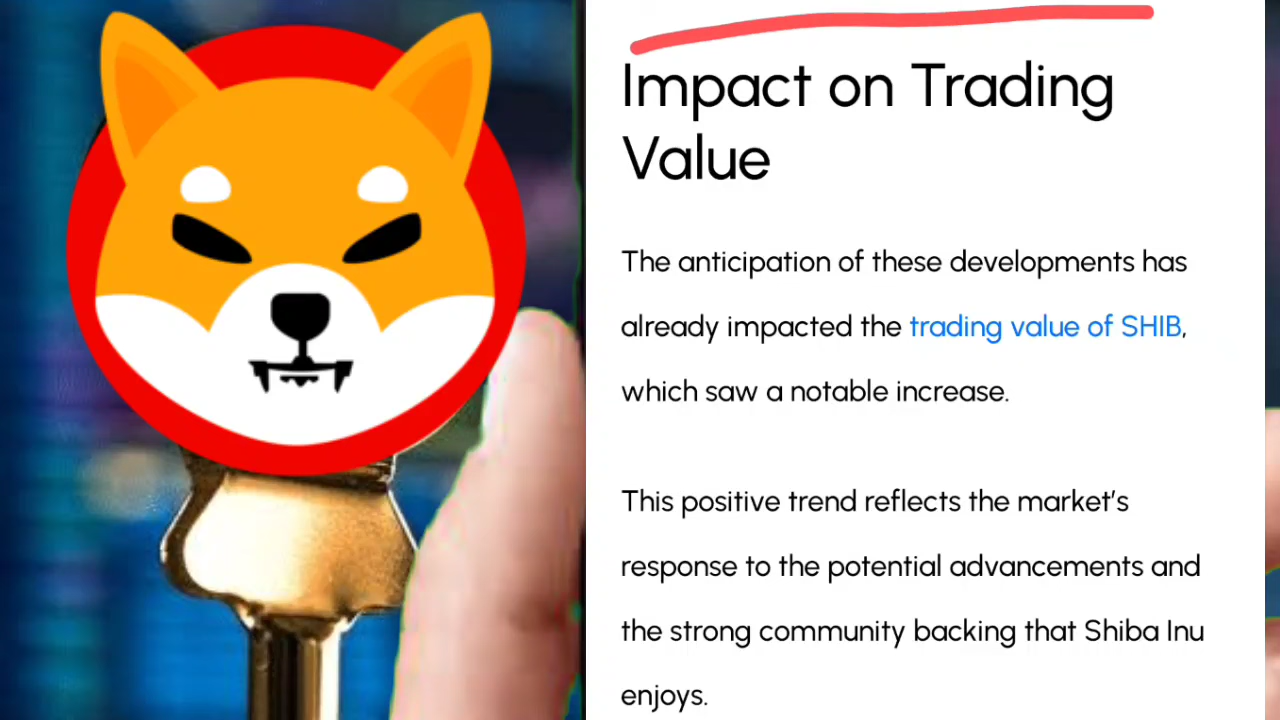 Impact on Trading
Value
The anticipation of these developments has
already impacted the trading value of SHIB,
which saw a notable increase.
This positive trend reflects the market’s
response to the potential advancements and
the strong community backing that Shiba Inu
enjoys.